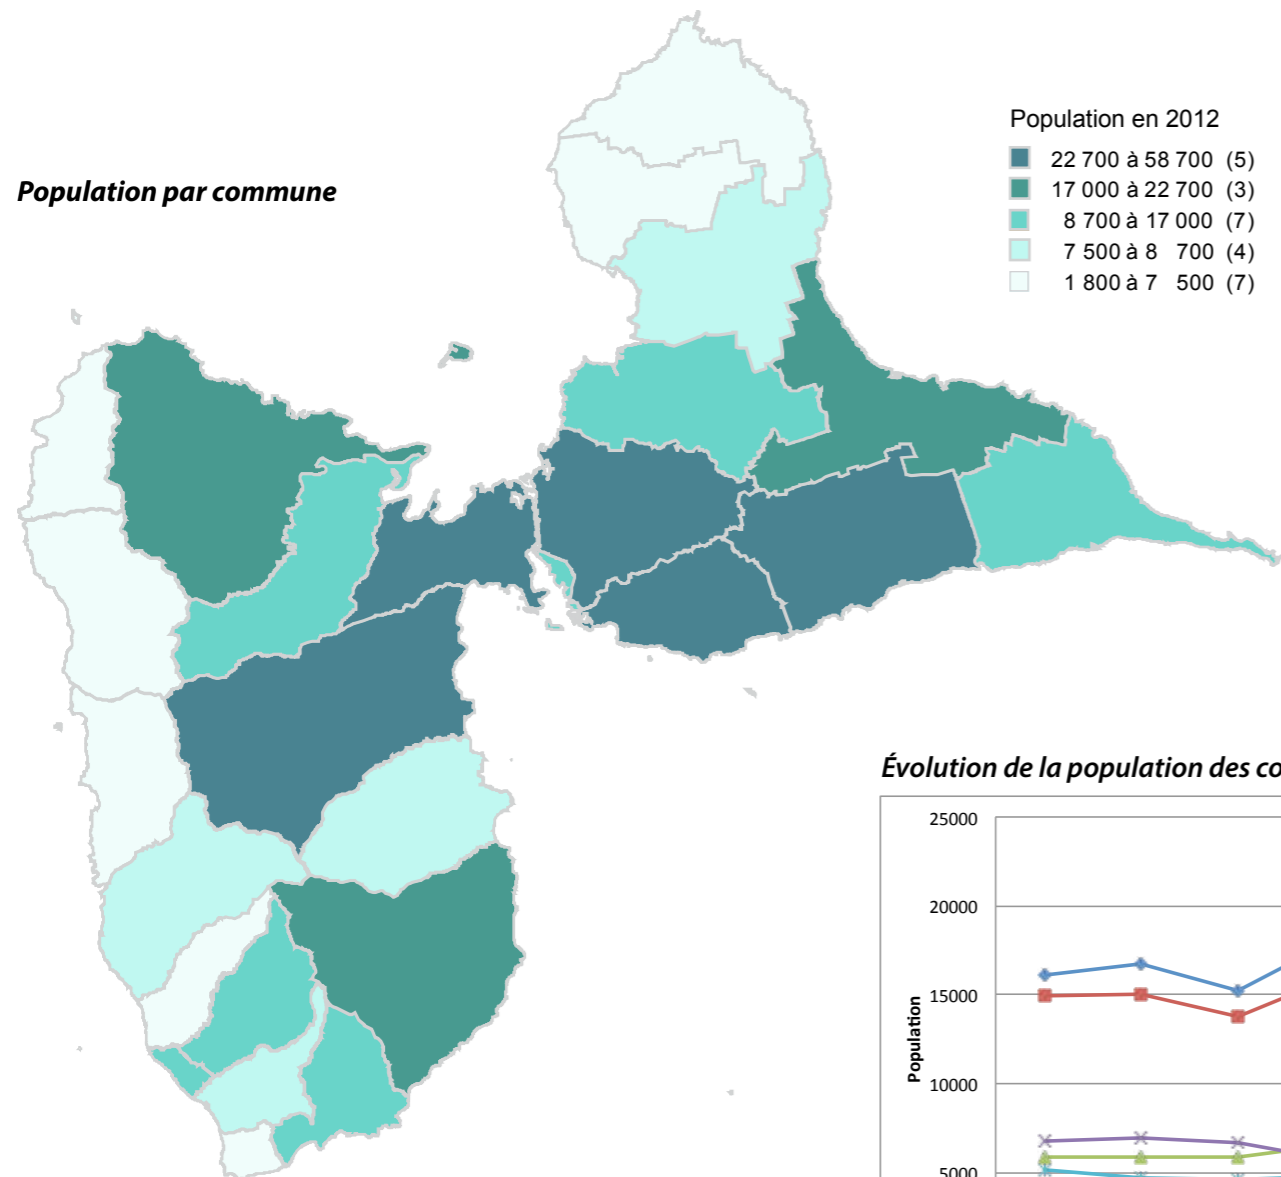 Population par commune
Population en 2012
22 700 à 58 700 (5)
17 000 à 22 700 (3)
8 700 à 17 000 (7)
7 500 à 8 700 (4)
1 800 à 7 500 (7)
Évolution de la population des co
25000
20000
15000
10000
5000
Population